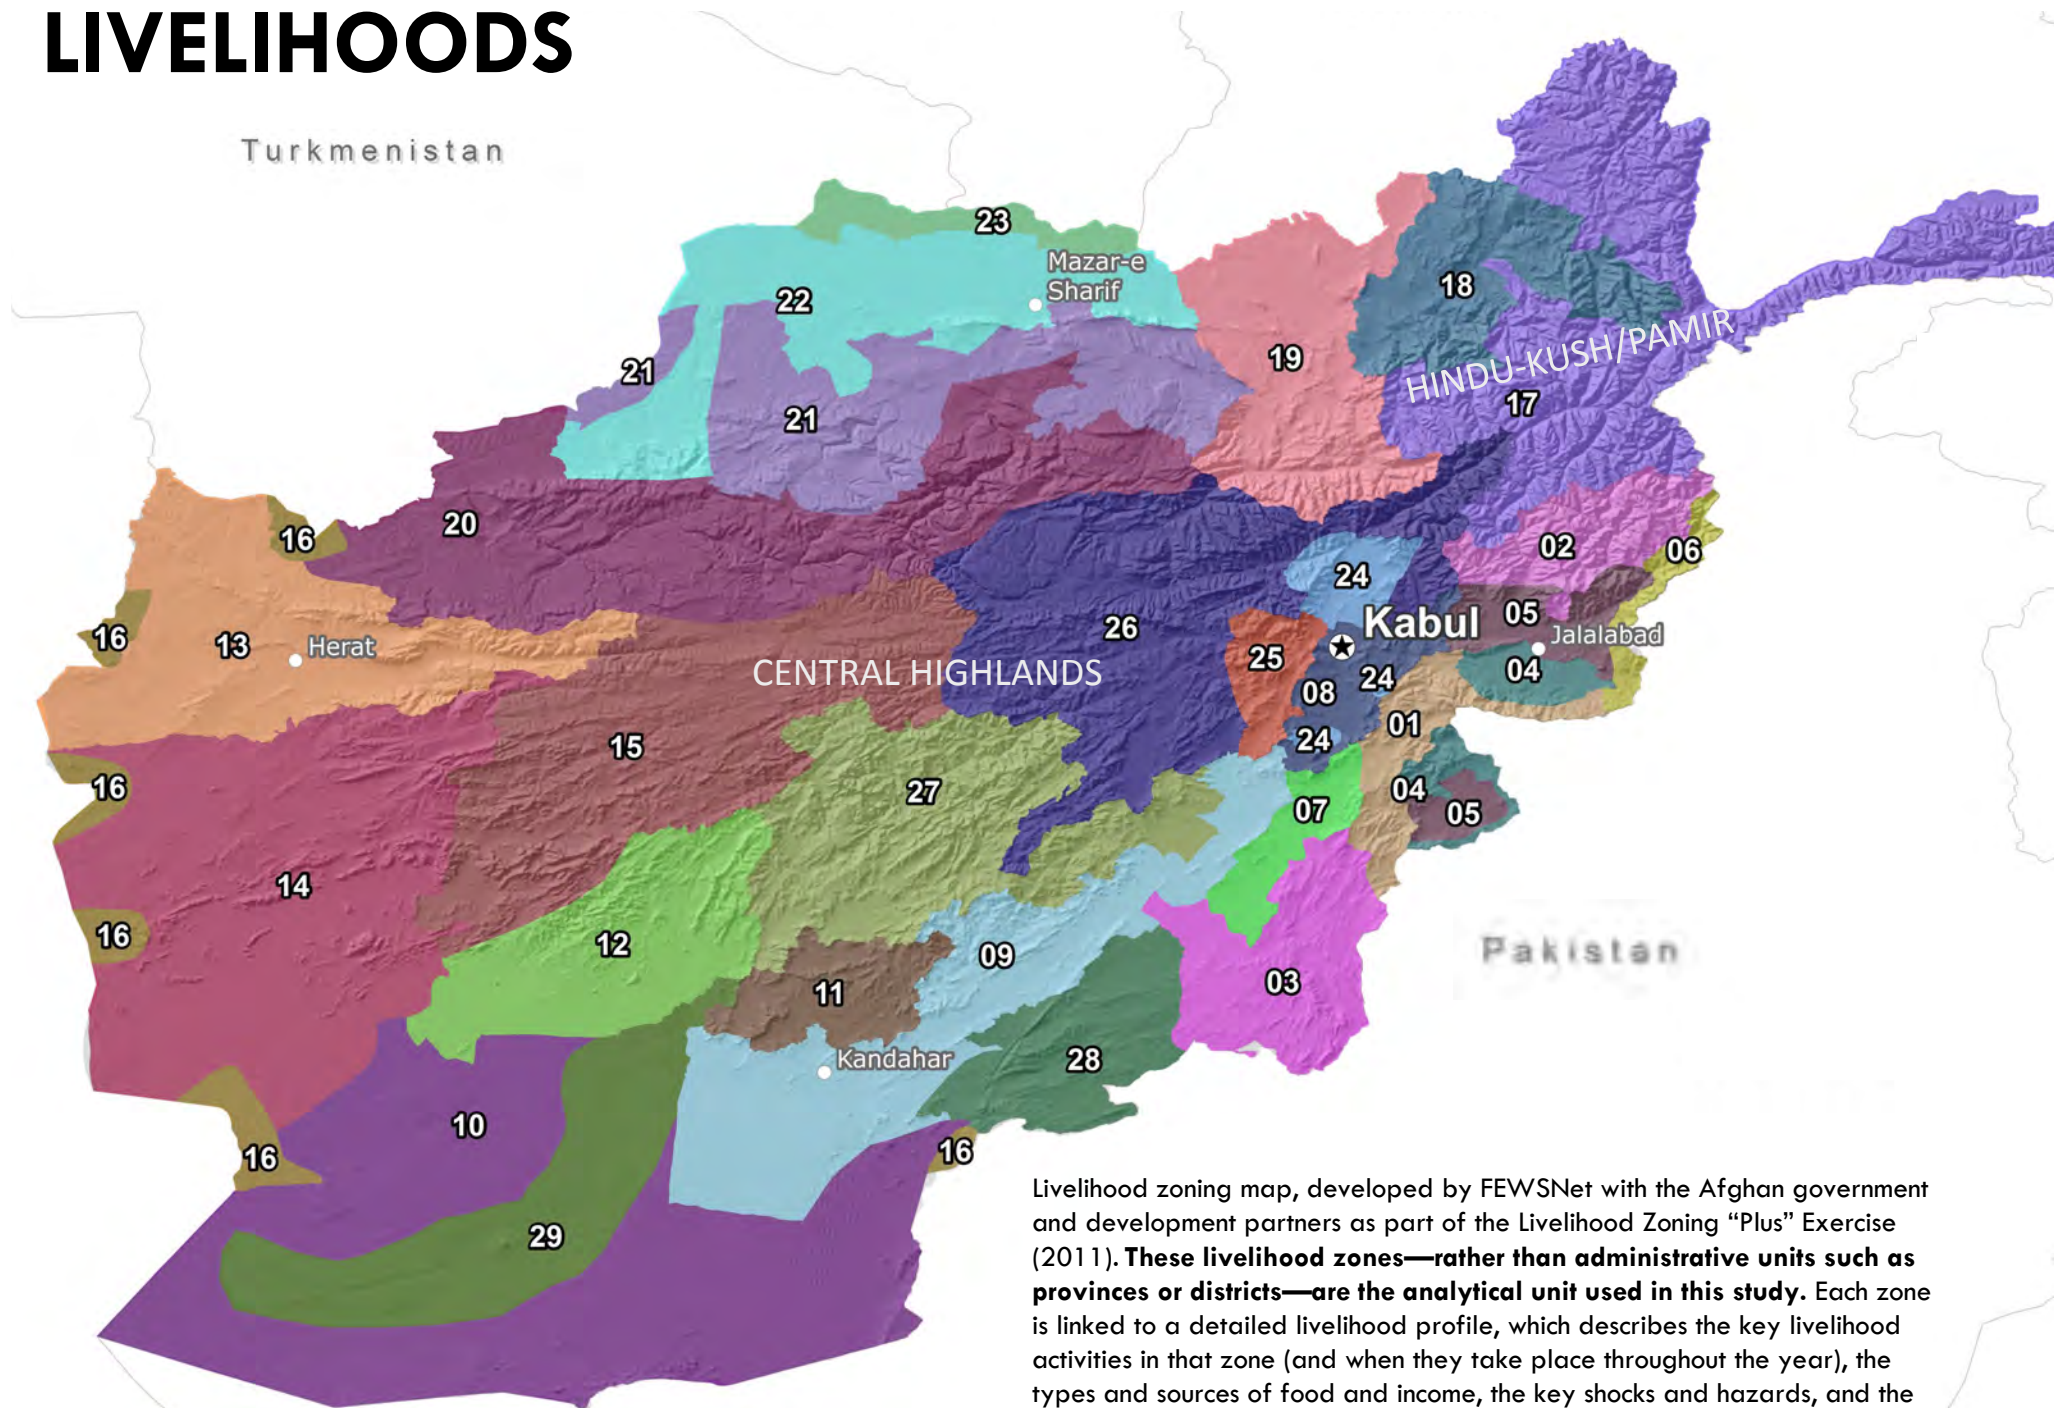 LIVELIHOODS
Turkmenistan
23
Mazar-e
Sharif
22
18
21
19
HINDU-KUSH/PAMIR
17
21
20
16
02
06
24
05
Kabul
Jalalabad
16
13
Herat
26
25
04
CENTRAL HIGHLANDS
08
24
01
24
15
16
27
04
07
05
14
16
12
09
Pakistan
11
03
Kandahar
28
10
16
16
29
Livelihood zoning map, developed by FEWSNet with the Afghan government
and development partners as part of the Livelihood Zoning “Plus” Exercise
(2011). These livelihood zones—rather than administrative units such as
provinces or districts—are the analytical unit used in this study. Each zone
is linked to a detailed livelihood profile, which describes the key livelihood
activities in that zone (and when they take place throughout the year), the
types and sources of food and income, the key shocks and hazards, and the